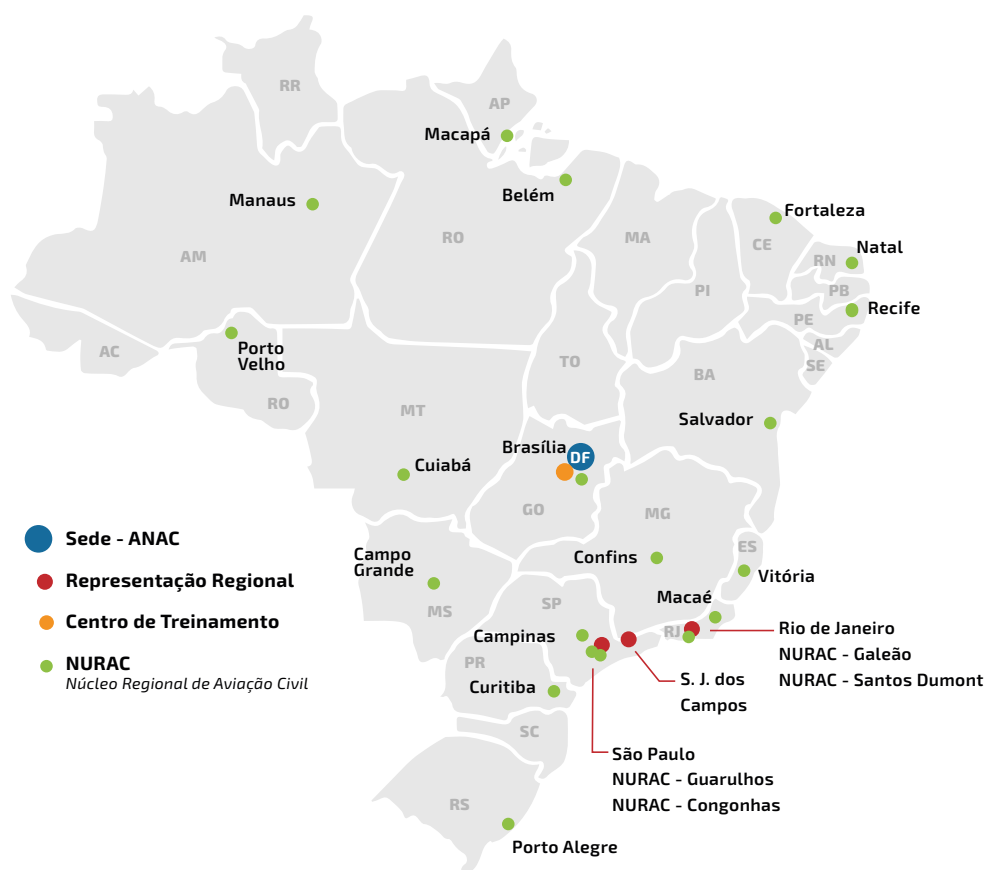 RR
AP
Macapá
Belém
Manaus
Fortaleza
RO
MA
CE
Natal
AM
RN
PI
PB
Recife
PE
AL
SE
AC
Porto
Velho
TO
BA
RO
MT
Salvador
Brasília
DF
Cuiabá
GO
MG
Sede - ANAC
Representação Regional
Centro de Treinamento
NURAC
Núcleo Regional de Aviação Civil
Campo
Grande
MS
Confins
ES
Vitória
Macaé
SP
Campinas
RJ
Rio de Janeiro
NURAC - Galeão
NURAC - Santos Dumont
PR
Curitiba
S. J. dos
Campos
SC
São Paulo
NURAC - Guarulhos
NURAC - Congonhas
RS
Porto Alegre